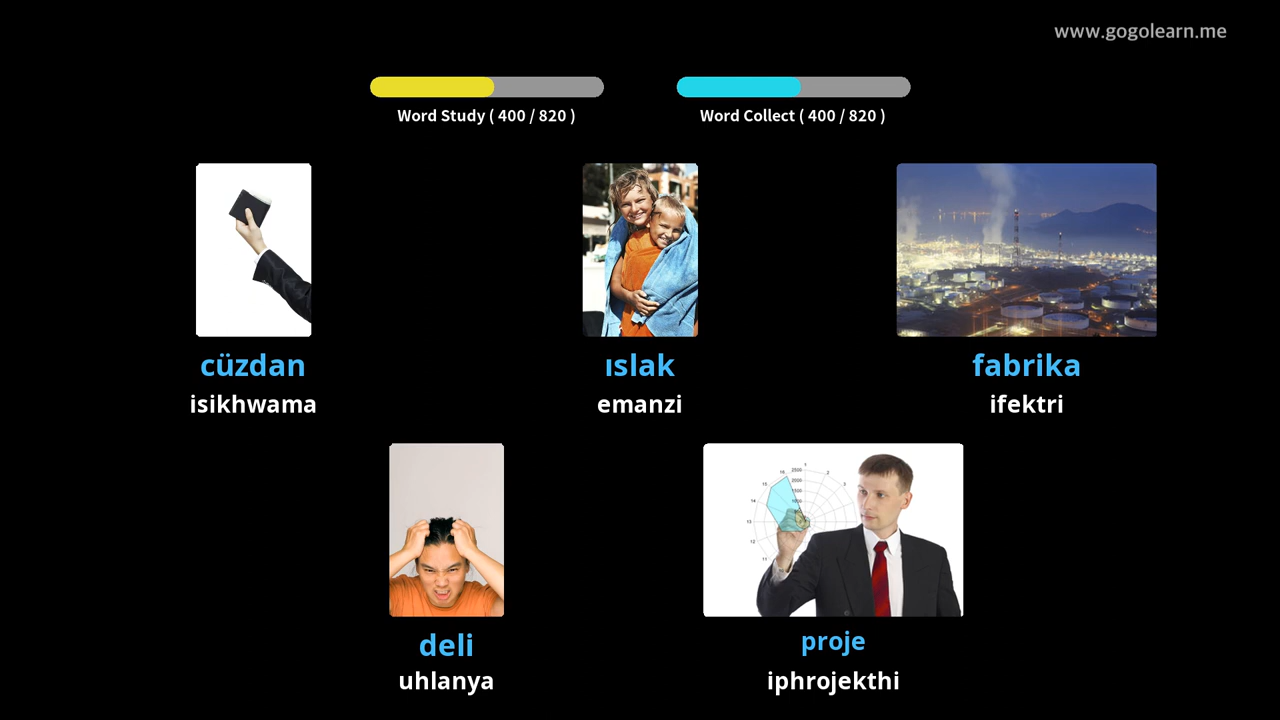 www.gogolearn.me
Word Study ( 400 / 820 )
Word Collect ( 400 / 820 )
cüzdan
isikhwama
ıslak
emanzi
fabrika
ifektri
deli
uhlanya
proje
iphrojekthi